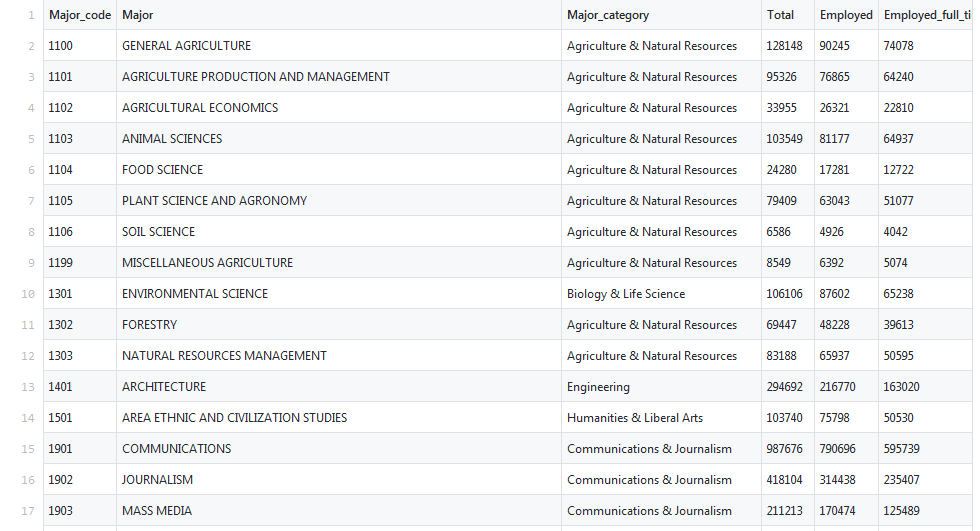 1 Major_code Major Major_category Total Employed Employed_full_ti
2 1100 GENERAL AGRICULTURE Agriculture & Natural Resources 128148 90245 74078
3 1101 AGRICULTURE PRODUCTION AND MANAGEMENT Agriculture & Natural Resources 95326 76865 64240
4 1102 AGRICULTURAL ECONOMICS Agriculture & Natural Resources 33955 26321 22810
5 1103 ANIMAL SCIENCES Agriculture & Natural Resources 103549 81177 64937
6 1104 FOOD SCIENCE Agriculture & Natural Resources 24280 17281 12722
7 1105 PLANT SCIENCE AND AGRONOMY Agriculture & Natural Resources 79409 63043 51077
8 1106 SOIL SCIENCE Agriculture & Natural Resources 6586 4926 4042
9 1199 MISCELLANEOUS AGRICULTURE Agriculture & Natural Resources 8549 6392 5074
10 1301 ENVIRONMENTAL SCIENCE Biology & Life Science 106106 87602 65238
11 1302 FORESTRY Agriculture & Natural Resources 69447 48228 39613
12 1303 NATURAL RESOURCES MANAGEMENT Agriculture & Natural Resources 83188 65937 50595
13 1401 ARCHITECTURE Engineering 294692 216770 163020
14 1501 AREA ETHNIC AND CIVILIZATION STUDIES Humanities & Liberal Arts 103740 75798 50530
15 1901 COMMUNICATIONS Communications & Journalism 987676 790696 595739
16 1902 JOURNALISM Communications & Journalism 418104 314438 235407
17 1903 MASS MEDIA Communications & Journalism 211213 170474 125489